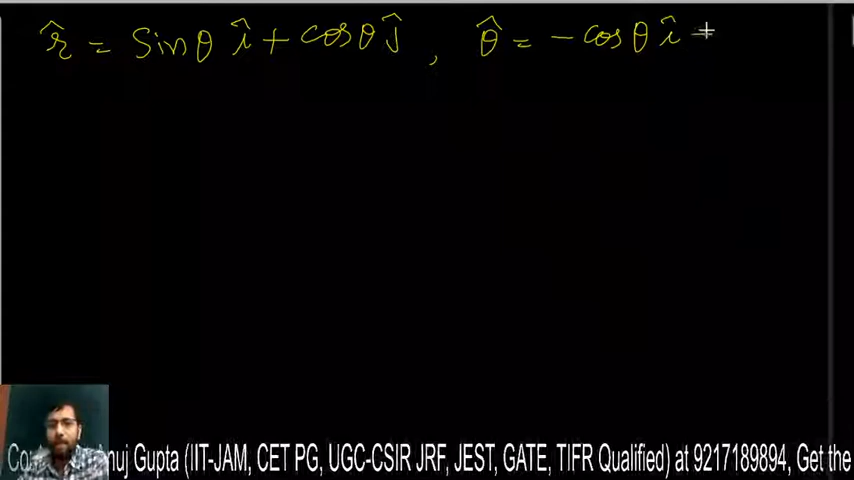 r̂ = Sinθ î + cosθ ĵ , θ̂ = - cosθ î +
Anuj Gupta (IIT-JAM, CET PG, UGC-CSIR JRF, JEST, GATE, TIFR Qualified) at 9217189894, Get the